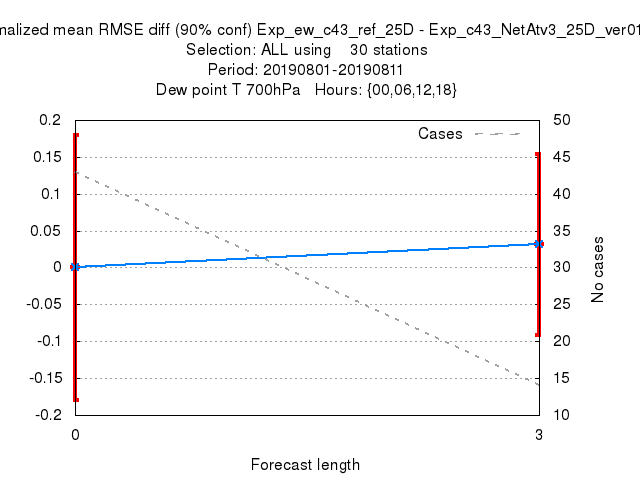 malized mean RMSE diff (90% conf) Exp_ew_c43_ref_25D - Exp_c43_NetAtv3_25D_ver01
Selection: ALL using 30 stations
Period: 20190801-20190811
Dew point T 700hPa Hours: {00,06,12,18}
Cases
0.2
0.15
0.1
0.05
0
-0.05
-0.1
-0.15
-0.2
50
45
40
35
30
25
20
15
10
No cases
0 3
Forecast length